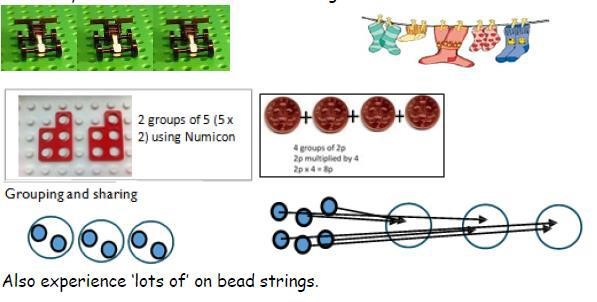 2 groups of 5 (5 x
2) using Numicon
+ + +
4 groups of 2p
2p multiplied by 4
2p x 4 = 8p
Grouping and sharing
Also experience ‘lots of’ on bead strings.